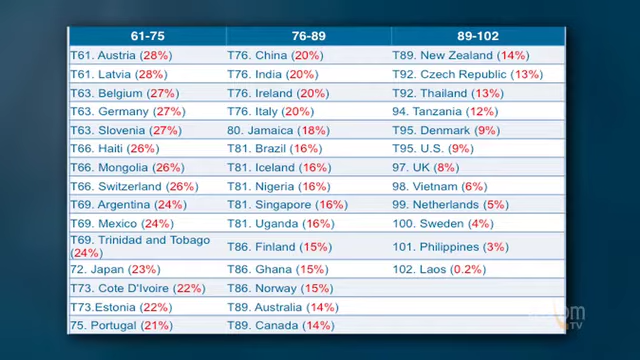 61-75 76-89 89-102
T61. Austria (28%) T76. China (20%) T89. New Zealand (14%)
T61. Latvia (28%) T76. India (20%) T92. Czech Republic (13%)
T63. Belgium (27%) T76. Ireland (20%) T92. Thailand (13%)
T63. Germany (27%) T76. Italy (20%) 94. Tanzania (12%)
T63. Slovenia (27%) 80. Jamaica (18%) T95. Denmark (9%)
T66. Haiti (26%) T81. Brazil (16%) T95. U.S. (9%)
T66. Mongolia (26%) T81. Iceland (16%) 97. UK (8%)
T66. Switzerland (26%) T81. Nigeria (16%) 98. Vietnam (6%)
T69. Argentina (24%) T81. Singapore (16%) 99. Netherlands (5%)
T69. Mexico (24%) T81. Uganda (16%) 100. Sweden (4%)
T69. Trinidad and Tobago
(24%) T86. Finland (15%) 101. Philippines (3%)
72. Japan (23%) T86. Ghana (15%) 102. Laos (0.2%)
T73. Cote D'Ivoire (22%) T86. Norway (15%)
T73.Estonia (22%) T89. Australia (14%)
75. Portugal (21%) T89. Canada (14%)
TV